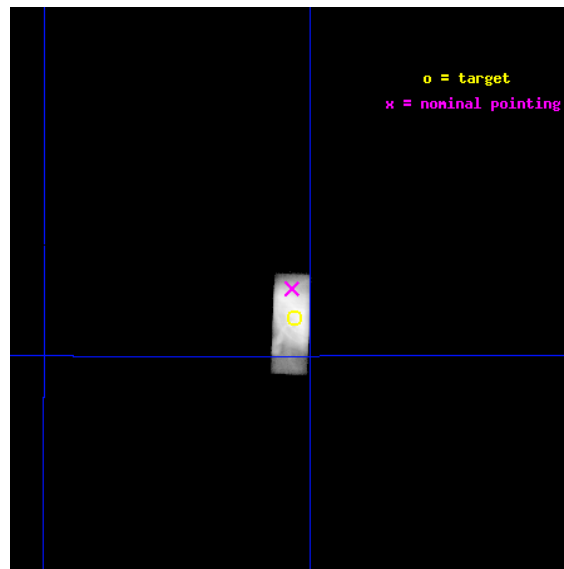 o = target
x = nominal pointing